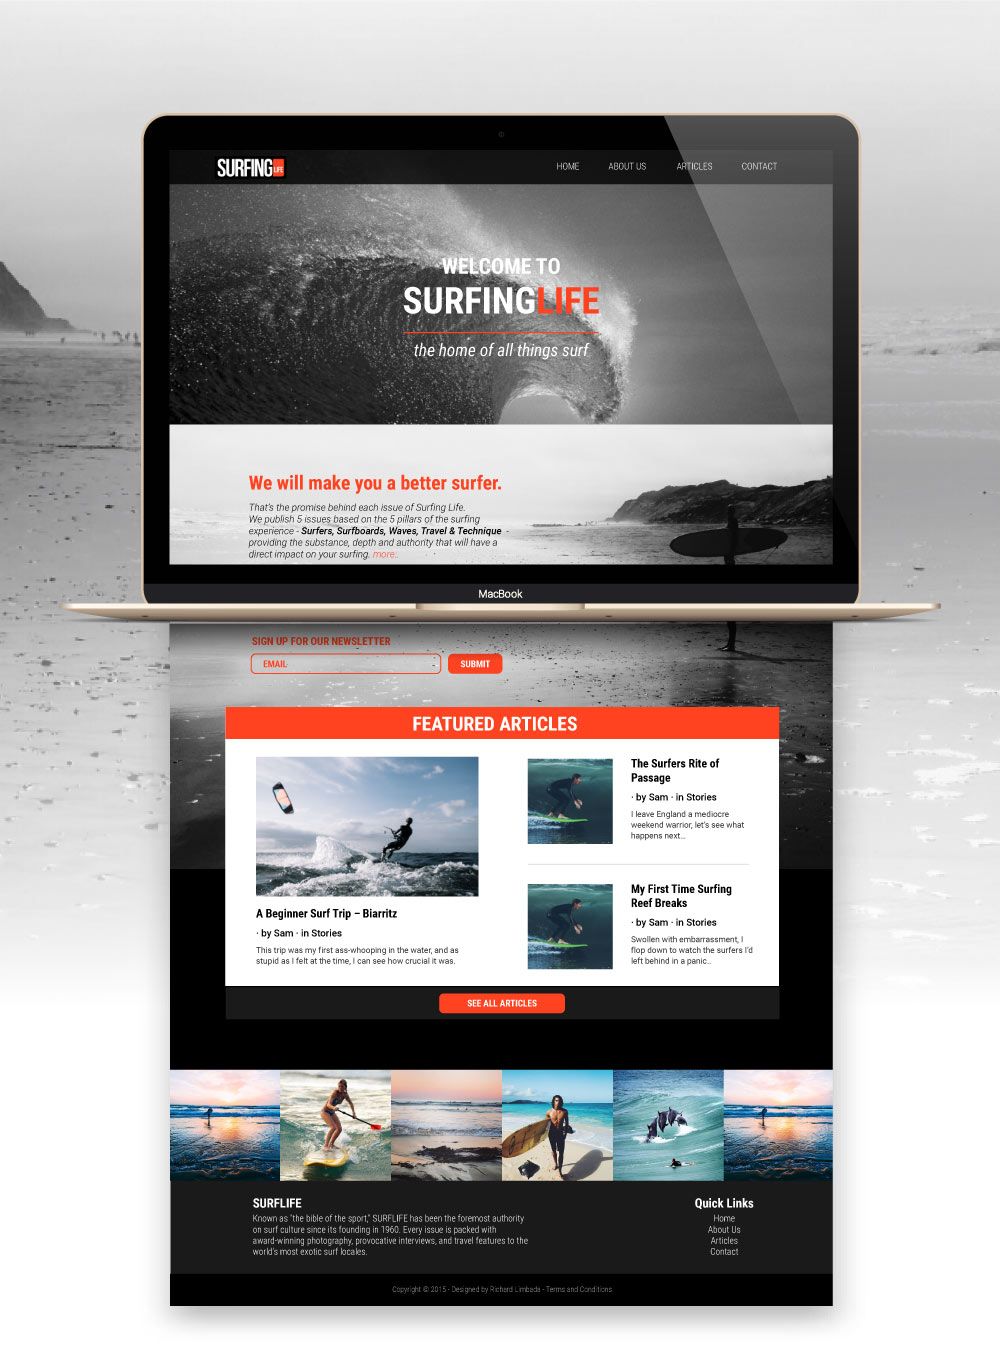 SURFING LIFE
HOME ABOUT US ARTICLES CONTACT
WELCOME TO
SURFINGLIFE
the home of all things surf
We will make you a better surfer.
That's the promise behind each issue of Surfing Life.
We publish 5 issues based on the 5 pillars of the surfing
experience - Surfers, Surfboards, Waves, Travel & Technique -
providing the substance, depth and authority that will have a
direct impact on your surfing. more..
MacBook
SIGN UP FOR OUR NEWSLETTER
EMAIL
SUBMIT
FEATURED ARTICLES
A Beginner Surf Trip – Biarritz
· by Sam · in Stories
This trip was my first ass-whooping in the water, and as
stupid as I felt at the time, I can see how crucial it was.
The Surfers Rite of
Passage
· by Sam · in Stories
I leave England a mediocre
weekend warrior, let's see what
happens next...
My First Time Surfing
Reef Breaks
· by Sam · in Stories
Swollen with embarrassment, I
flop down to watch the surfers I'd
left behind in a panic..
SEE ALL ARTICLES
SURFLIFE
Known as "the bible of the sport," SURFLIFE has been the foremost authority
on surf culture since its founding in 1960. Every issue is packed with
award-winning photography, provocative interviews, and travel features to the
world's most exotic surf locales.
Quick Links
Home
About Us
Articles
Contact
Copyright © 2015 - Designed by Richard Limbada - Terms and Conditions